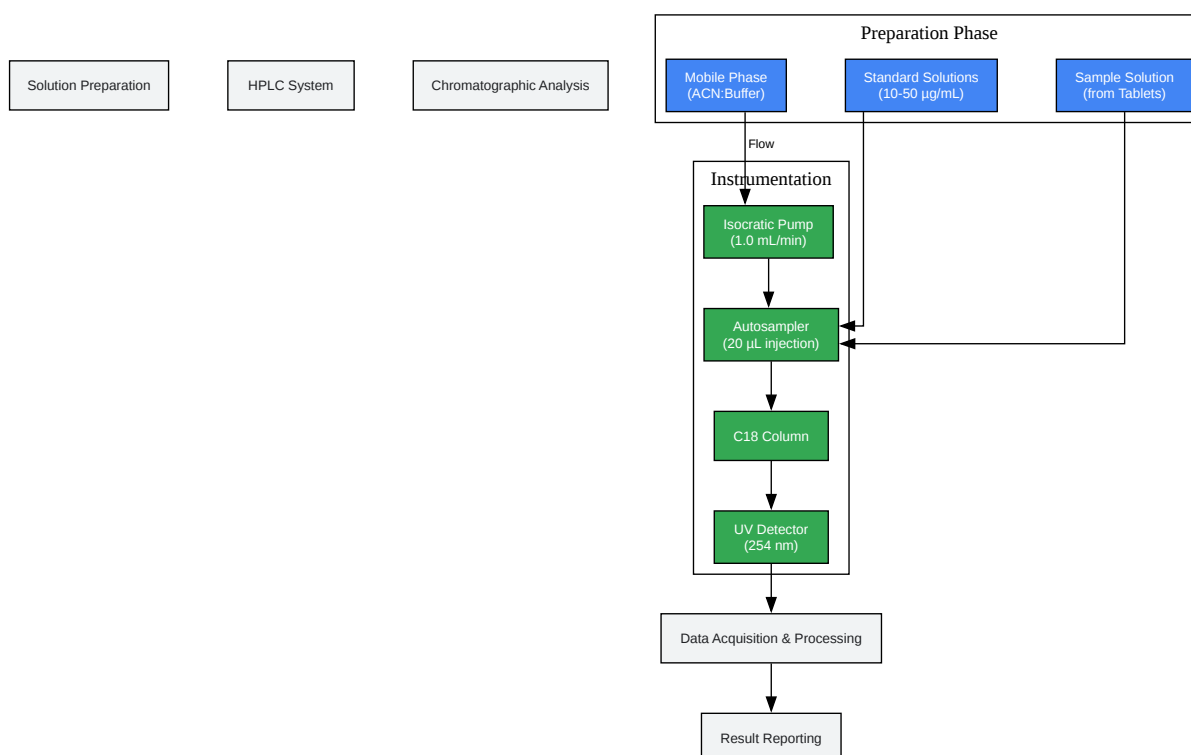 Preparation Phase
Solution Preparation
HPLC System
Chromatographic Analysis
Mobile Phase
(ACN:Buffer)
Standard Solutions
(10-50 µg/mL)
Sample Solution
(from Tablets)
Flow
Instrumentation
Isocratic Pump
(1.0 mL/min)
Autosampler
(20 µL injection)
C18 Column
UV Detector
(254 nm)
Data Acquisition & Processing
Result Reporting